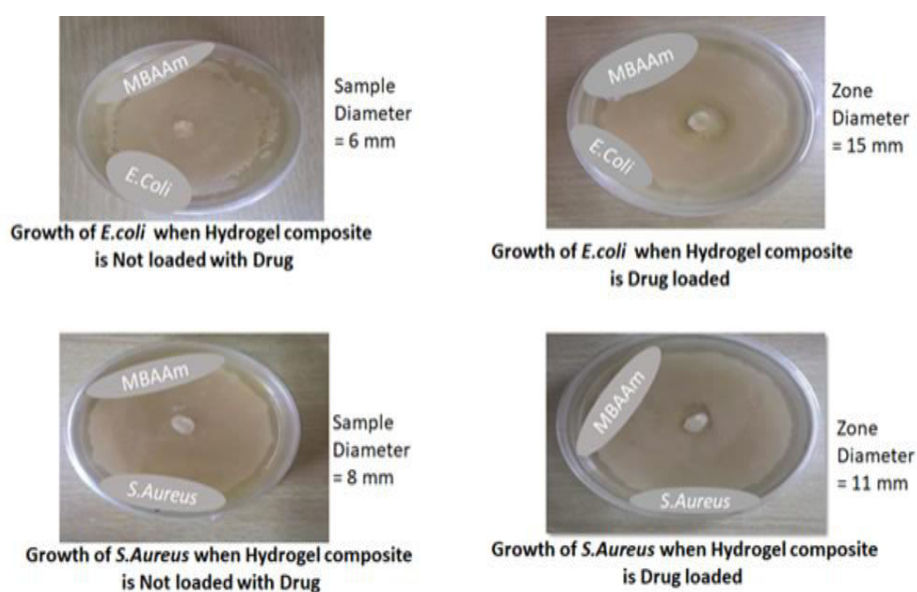 MBAAm
E.Coli
Sample
Diameter
= 6 mm
Growth of E.coli when Hydrogel composite
is Not loaded with Drug
MBAAm
E.Coli
Zone
Diameter
= 15 mm
Growth of E.coli when Hydrogel composite
is Drug loaded
MBAAm
S.Aureus
Sample
Diameter
= 8 mm
Growth of S.Aureus when Hydrogel composite
is Not loaded with Drug
MBAAm
S.Aureus
Zone
Diameter
= 11 mm
Growth of S.Aureus when Hydrogel composite
is Drug loaded